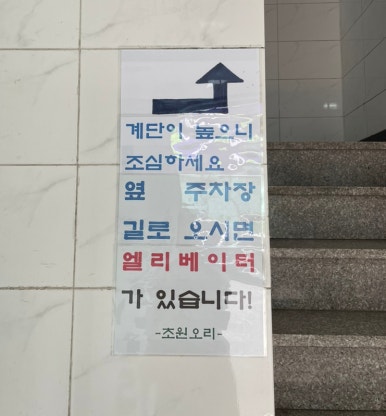 계단이 높으니
조심하세요
옆 주차장
길로 오시면
엘리베이터
가 있습니다!
-초원오리-